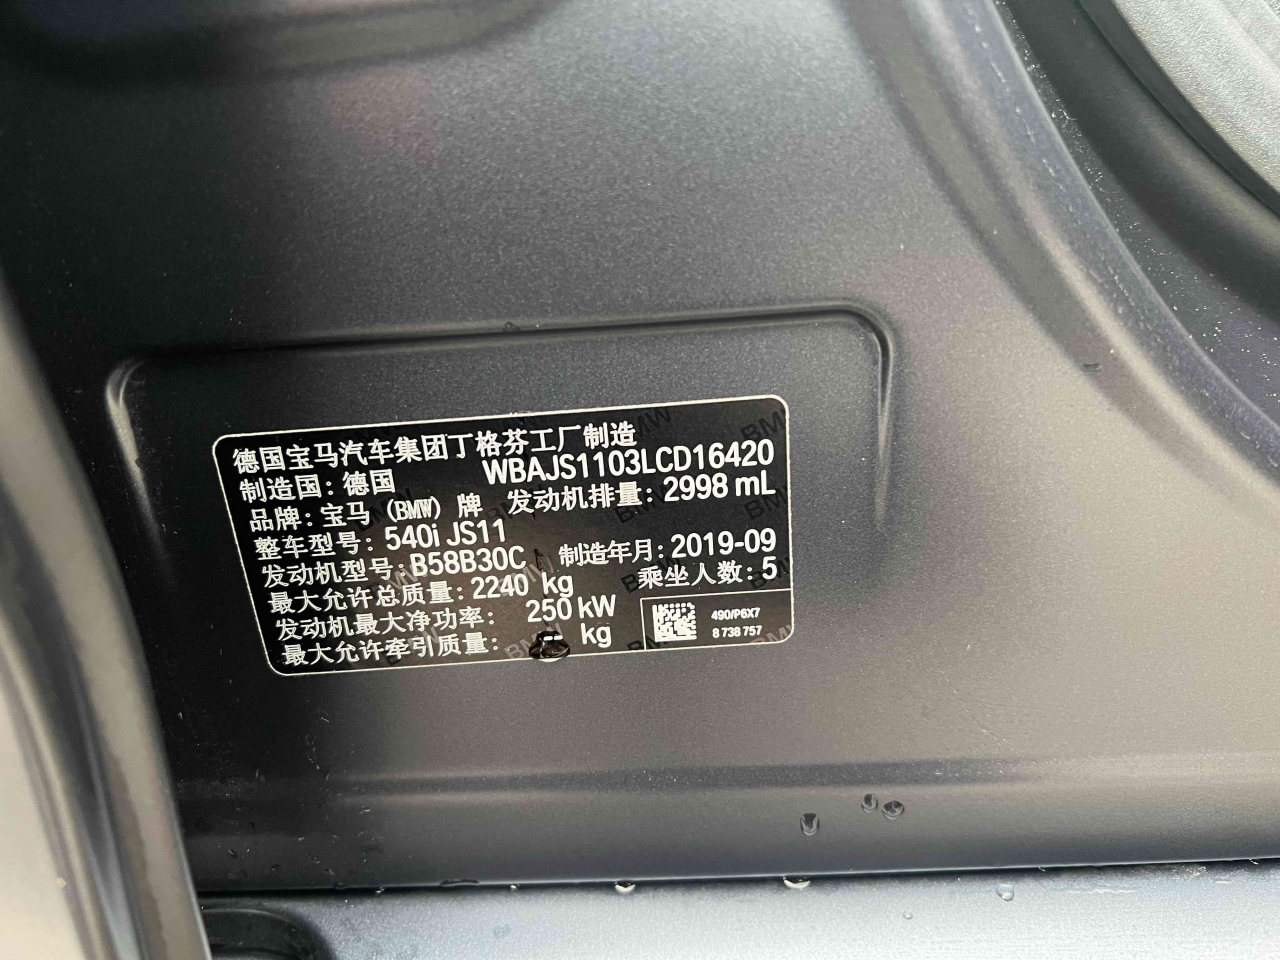 德国宝马汽车集团丁格芬工厂制造
制造国：德国 WBAJS1103LCD16420
品牌：宝马 (BMW) 牌 发动机排量：2998 mL
整车型号：540i JS11
发动机型号：B58B30C 制造年月：2019-09
最大允许总质量：2240 kg 乘坐人数：5
发动机最大净功率： 250 kW
最大允许牵引质量： kg
490/P6X7
8 738 757